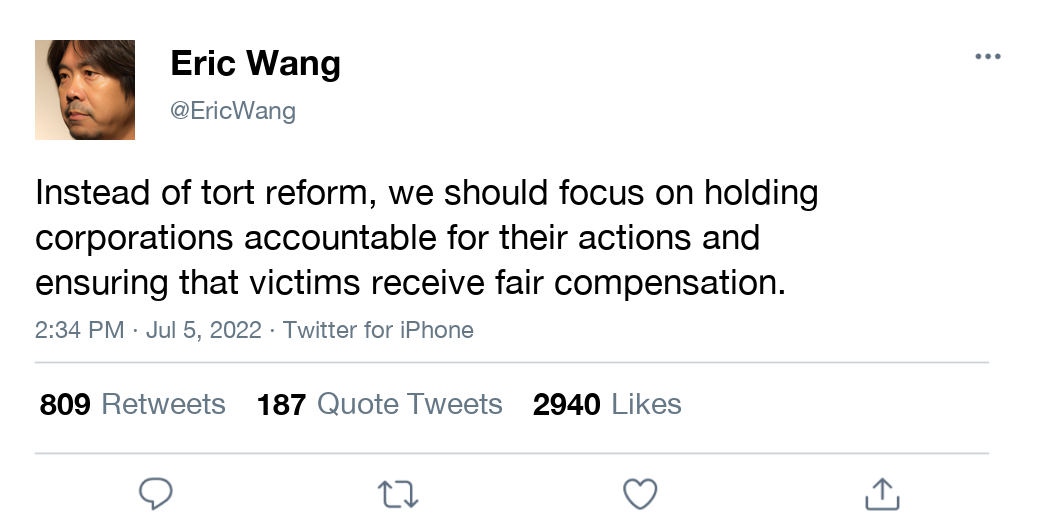 Eric Wang
@EricWang
Instead of tort reform, we should focus on holding
corporations accountable for their actions and
ensuring that victims receive fair compensation.
2:34 PM · Jul 5, 2022 · Twitter for iPhone
809 Retweets 187 Quote Tweets 2940 Likes